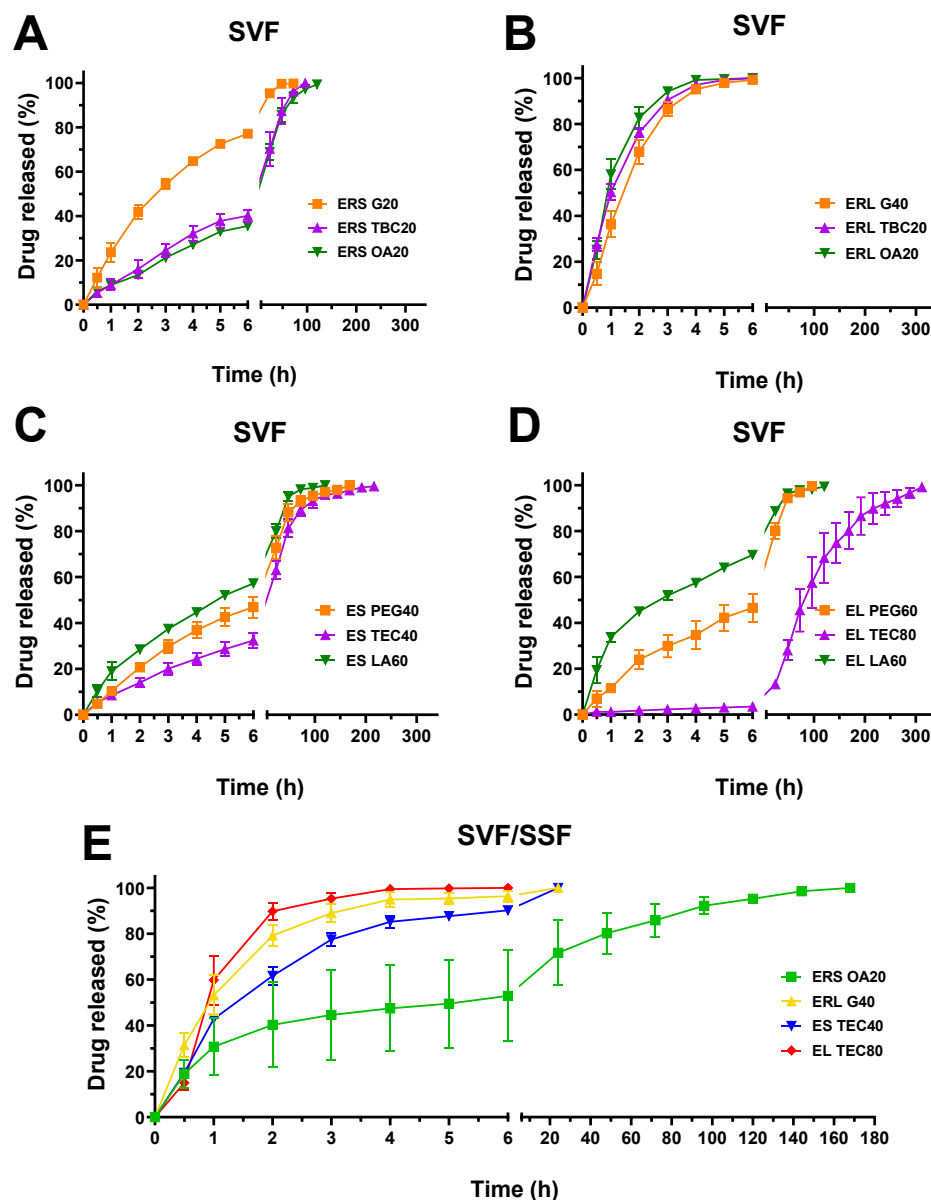 A
SVF
Drug released (%)
100
80
60
40
20
0
ERS G20
ERS TBC20
ERS OA20
0 1 2 3 4 5 6 100 200 300
Time (h)
B
SVF
Drug released (%)
100
80
60
40
20
0
ERL G40
ERL TBC20
ERL OA20
0 1 2 3 4 5 6 100 200 300
Time (h)
C
SVF
Drug released (%)
100
80
60
40
20
0
ES PEG40
ES TEC40
ES LA60
0 1 2 3 4 5 6 100 200 300
Time (h)
D
SVF
Drug released (%)
100
80
60
40
20
0
EL PEG60
EL TEC80
EL LA60
0 1 2 3 4 5 6 100 200 300
Time (h)
E
SVF/SSF
Drug released (%)
100
80
60
40
20
0
ERS OA20
ERL G40
ES TEC40
EL TEC80
0 1 2 3 4 5 6 20 40 60 80 100 120 140 160 180
Time (h)